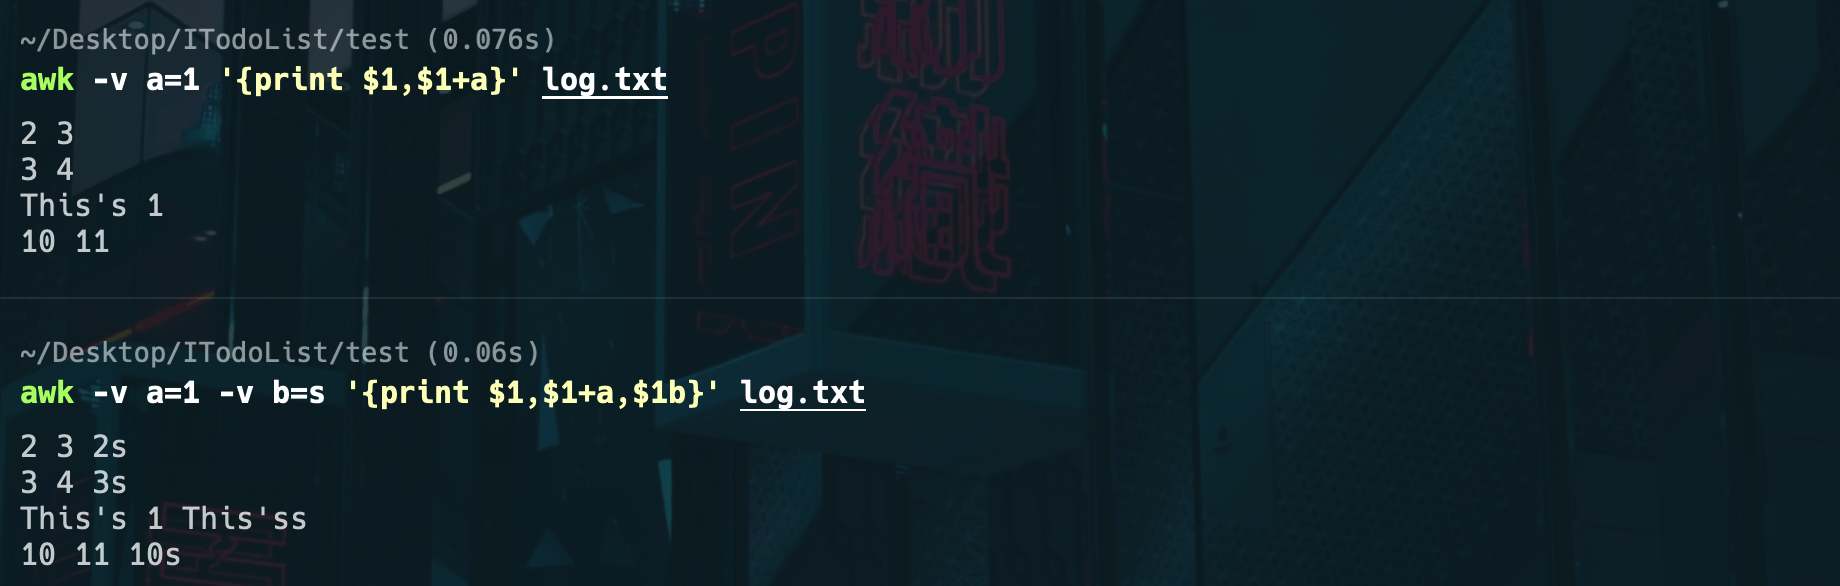 ~/Desktop/ITodoList/test (0.076s)
awk -v a=1 '{print $1,$1+a}' log.txt
2 3
3 4
This's 1
10 11
~/Desktop/ITodoList/test (0.06s)
awk -v a=1 -v b=s '{print $1,$1+a,$1b}' log.txt
2 3 2s
3 4 3s
This's 1 This'ss
10 11 10s
PIN